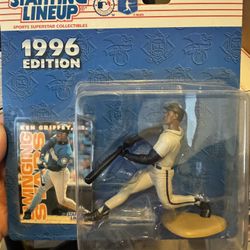 STARTING
LINEUP
SPORTS SUPERSTAR COLLECTIBLES
1996
EDITION
KEN GRIFFEY, JR.
SWINGING